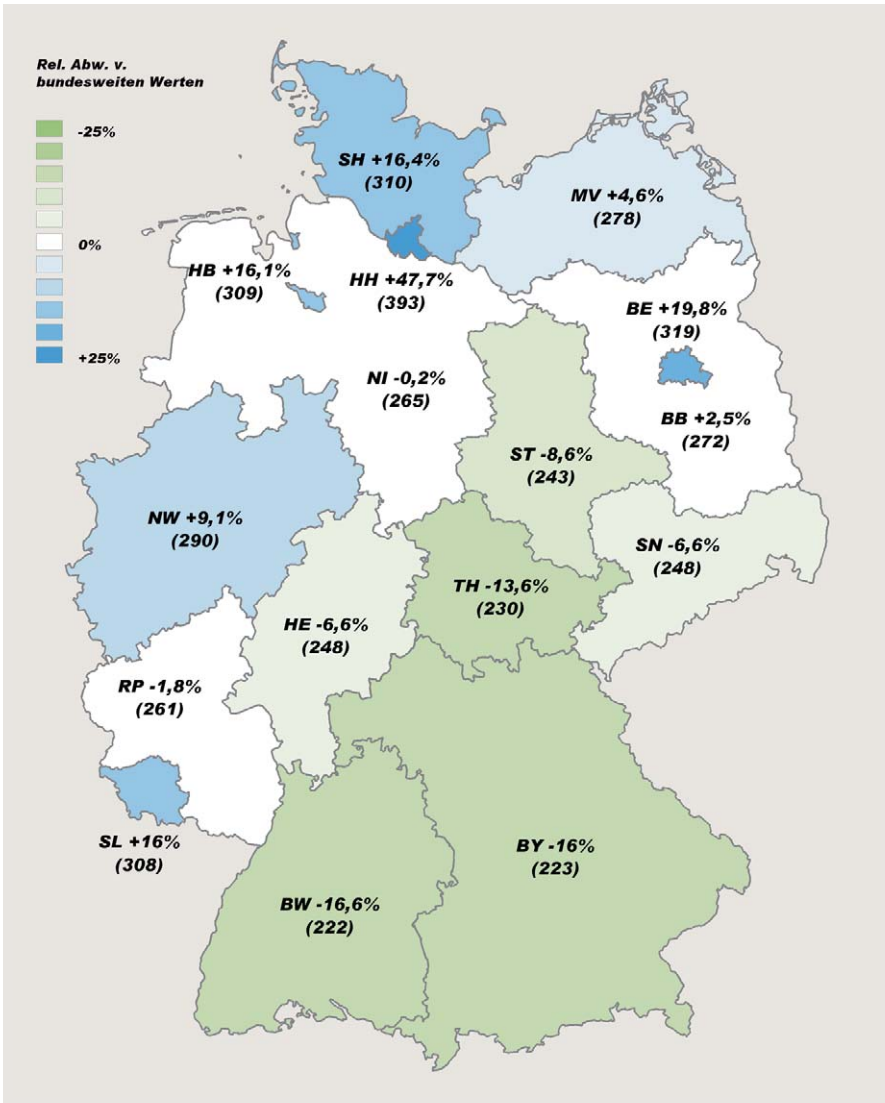 Rel. Abw. v.
bundesweiten Werten
-25%
0%
+25%
SH +16,4%
(310)
MV +4,6%
(278)
HB +16,1%
(309)
HH +47,7%
(393)
BE +19,8%
(319)
NI -0,2%
(265)
BB +2,5%
(272)
ST -8,6%
(243)
NW +9,1%
(290)
SN -6,6%
(248)
TH -13,6%
(230)
HE -6,6%
(248)
RP -1,8%
(261)
SL +16%
(308)
BY -16%
(223)
BW -16,6%
(222)